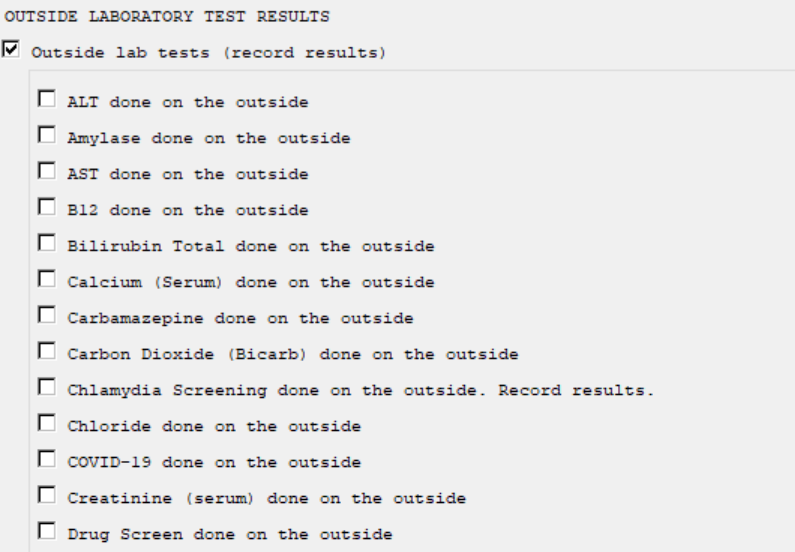 OUTSIDE LABORATORY TEST RESULTS
Outside lab tests (record results)
ALT done on the outside
Amylase done on the outside
AST done on the outside
B12 done on the outside
Bilirubin Total done on the outside
Calcium (Serum) done on the outside
Carbamazepine done on the outside
Carbon Dioxide (Bicarb) done on the outside
Chlamydia Screening done on the outside. Record results.
Chloride done on the outside
COVID-19 done on the outside
Creatinine (serum) done on the outside
Drug Screen done on the outside